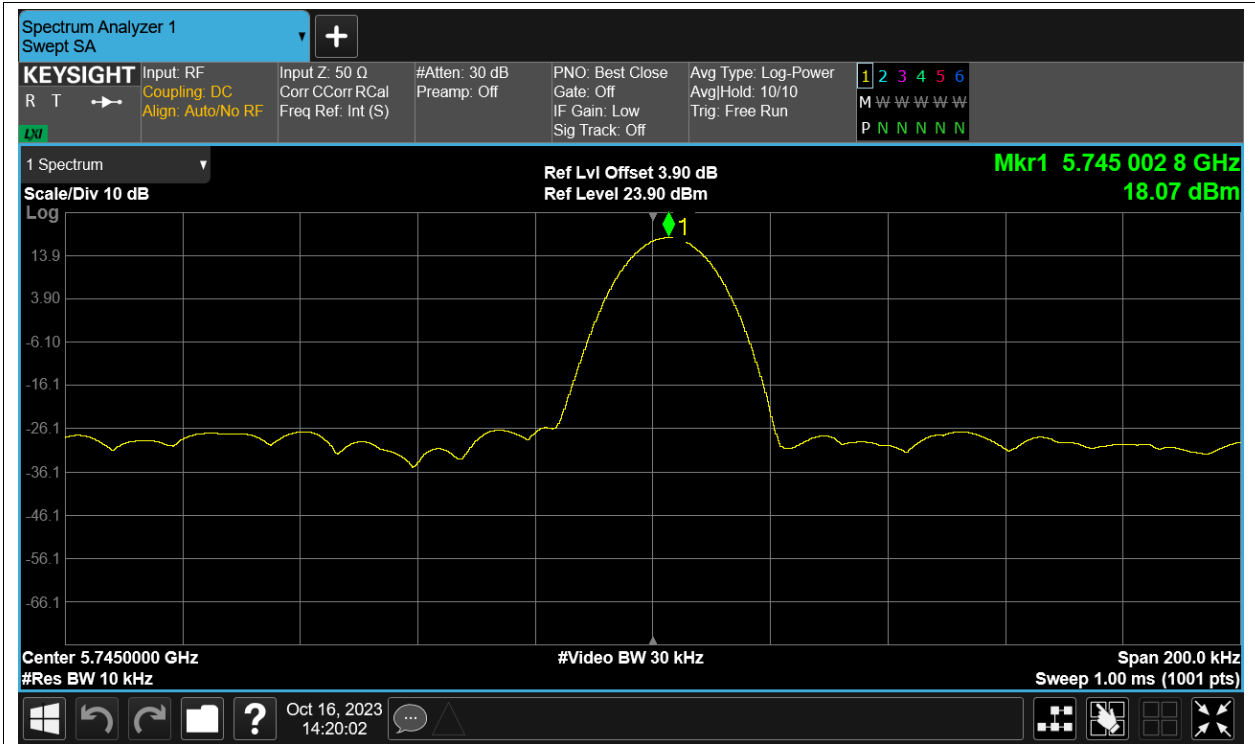 Spectrum Analyzer 1
Swept SA
KEYSIGHT
R T
LXI
Input: RF
Coupling: DC
Align: Auto/No RF
Input Z: 50 Ω
Corr CCorr RCal
Freq Ref: Int (S)
#Atten: 30 dB
Preamp: Off
PNO: Best Close
Gate: Off
IF Gain: Low
Sig Track: Off
Avg Type: Log-Power
Avg|Hold: 10/10
Trig: Free Run
1 2 3 4 5 6
M W W W W W
P N N N N N
1 Spectrum
Scale/Div 10 dB
Ref Lvl Offset 3.90 dB
Ref Level 23.90 dBm
Mkr1 5.745 002 8 GHz
18.07 dBm
Log
1
13.9
3.90
-6.10
-16.1
-26.1
-36.1
-46.1
-56.1
-66.1
Center 5.7450000 GHz
#Res BW 10 kHz
#Video BW 30 kHz
Span 200.0 kHz
Sweep 1.00 ms (1001 pts)
?
Oct 16, 2023
14:20:02